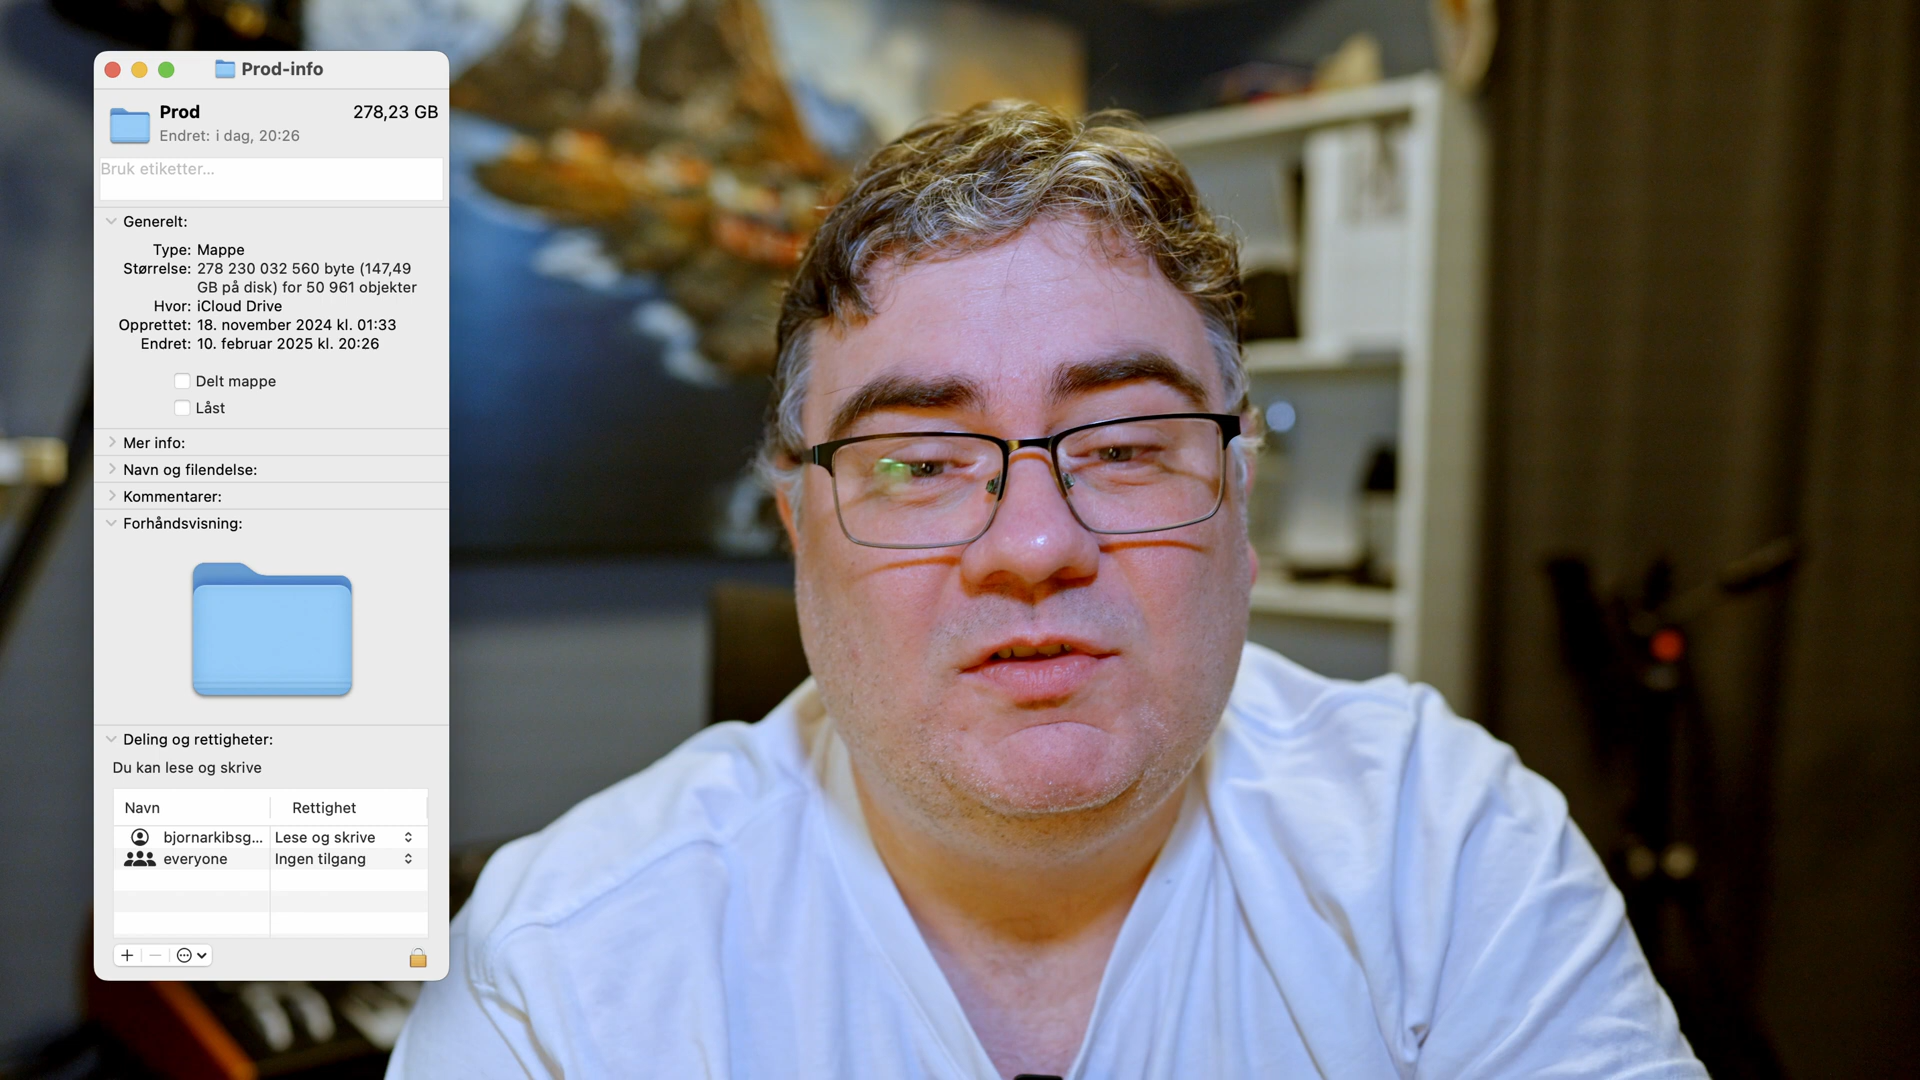 Prod-info
Prod 278,23 GB
Endret: i dag, 20:26
Bruk etiketter...
Generelt:
Type: Mappe
Størrelse: 278 230 032 560 byte (147,49
GB på disk) for 50 961 objekter
Hvor: iCloud Drive
Opprettet: 18. november 2024 kl. 01:33
Endret: 10. februar 2025 kl. 20:26
Delt mappe
Låst
Mer info:
Navn og filendelse:
Kommentarer:
Forhåndsvisning:
Deling og rettigheter:
Du kan lese og skrive
Navn Rettighet
bjornarkibsg... Lese og skrive
everyone Ingen tilgang